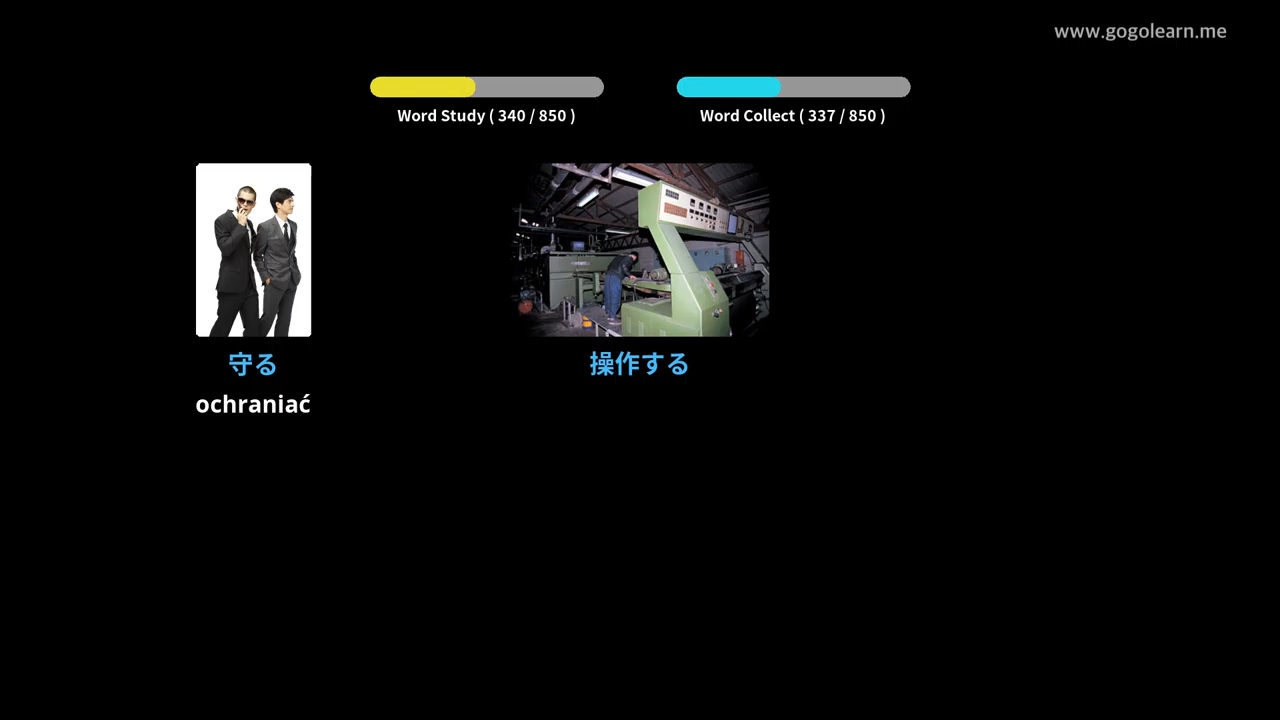 www.gogolearn.me
Word Study ( 340 / 850 )
Word Collect ( 337 / 850 )
守る
操作する
ochraniać